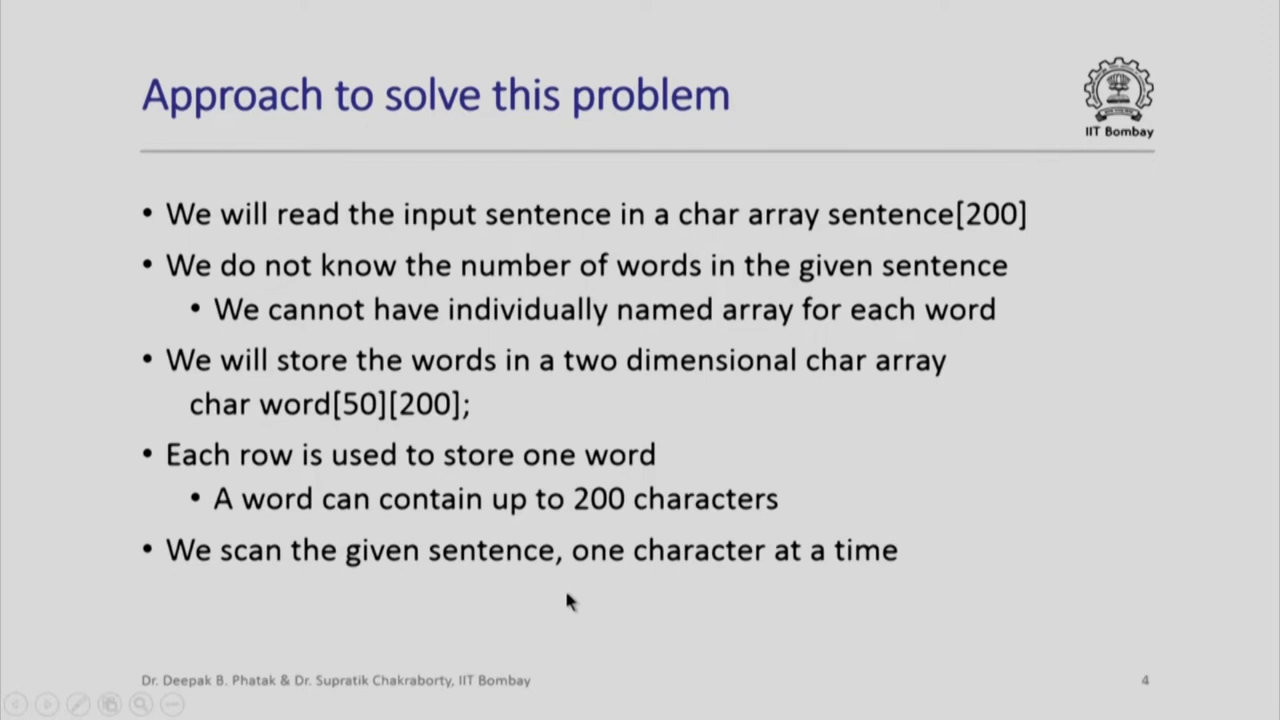 Approach to solve this problem
IIT Bombay
• We will read the input sentence in a char array sentence[200]
• We do not know the number of words in the given sentence
• We cannot have individually named array for each word
• We will store the words in a two dimensional char array
char word[50][200];
• Each row is used to store one word
• A word can contain up to 200 characters
• We scan the given sentence, one character at a time
Dr. Deepak B. Phatak & Dr. Supratik Chakraborty, IIT Bombay
4